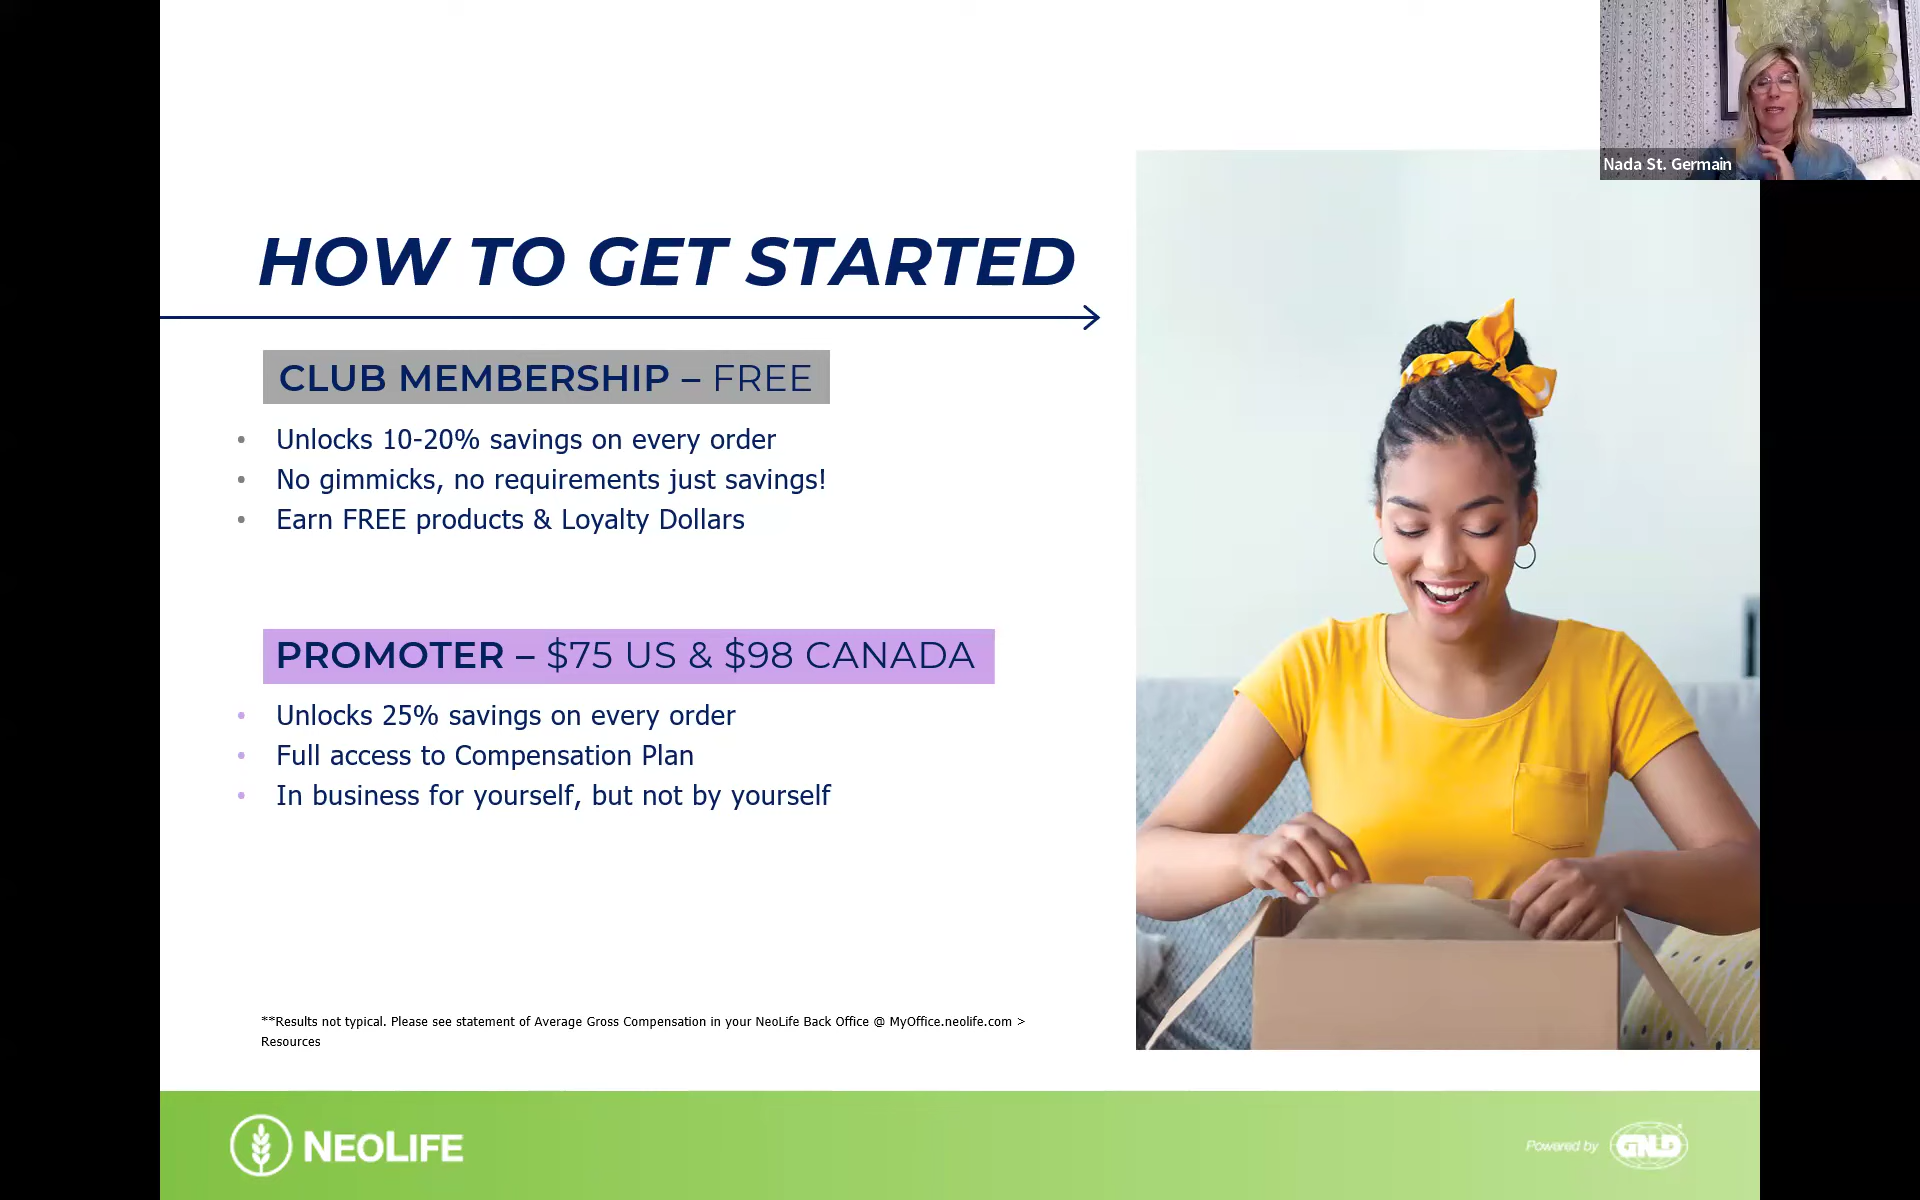 Nada St. Germain
HOW TO GET STARTED
CLUB MEMBERSHIP – FREE
• Unlocks 10-20% savings on every order
• No gimmicks, no requirements just savings!
• Earn FREE products & Loyalty Dollars
PROMOTER – $75 US & $98 CANADA
• Unlocks 25% savings on every order
• Full access to Compensation Plan
• In business for yourself, but not by yourself
**Results not typical. Please see statement of Average Gross Compensation in your NeoLife Back Office @ MyOffice.neolife.com >
Resources
NEOLIFE
Powered by GNLD